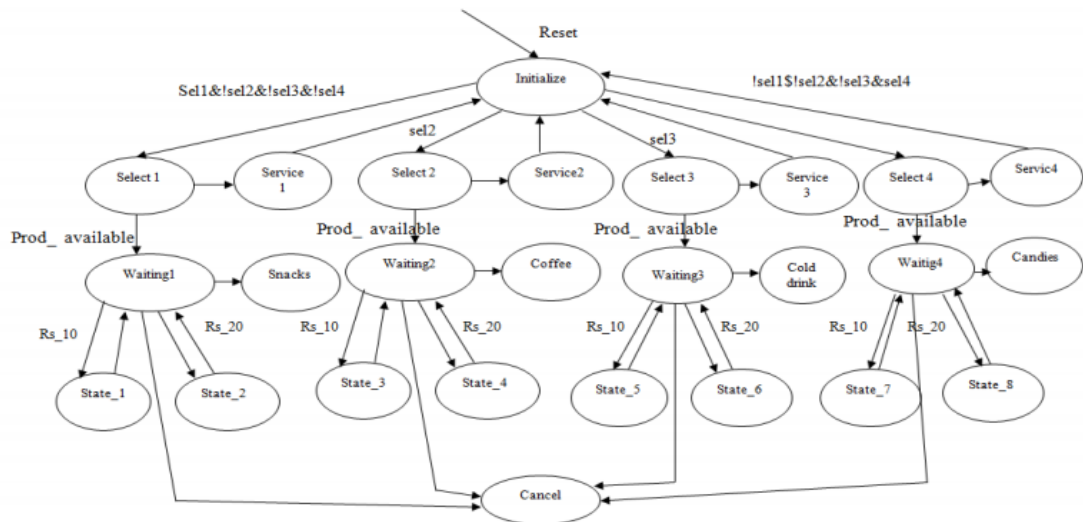 Reset
Initialize
Sel1&!sel2&!sel3&!sel4
!sel1$!sel2&!sel3&sel4
sel2
sel3
Select 1
Service
1
Select 2
Service2
Select 3
Service
3
Select 4
Servic4
Prod_ available
Prod_ available
Prod_ available
Prod_ available
Waiting1
Snacks
Waiting2
Coffee
Waiting3
Cold
drink
Waitig4
Candies
Rs_10
Rs_20
Rs_10
Rs_20
Rs_10
Rs_20
Rs_10
Rs_20
State_1
State_2
State_3
State_4
State_5
State_6
State_7
State_8
Cancel